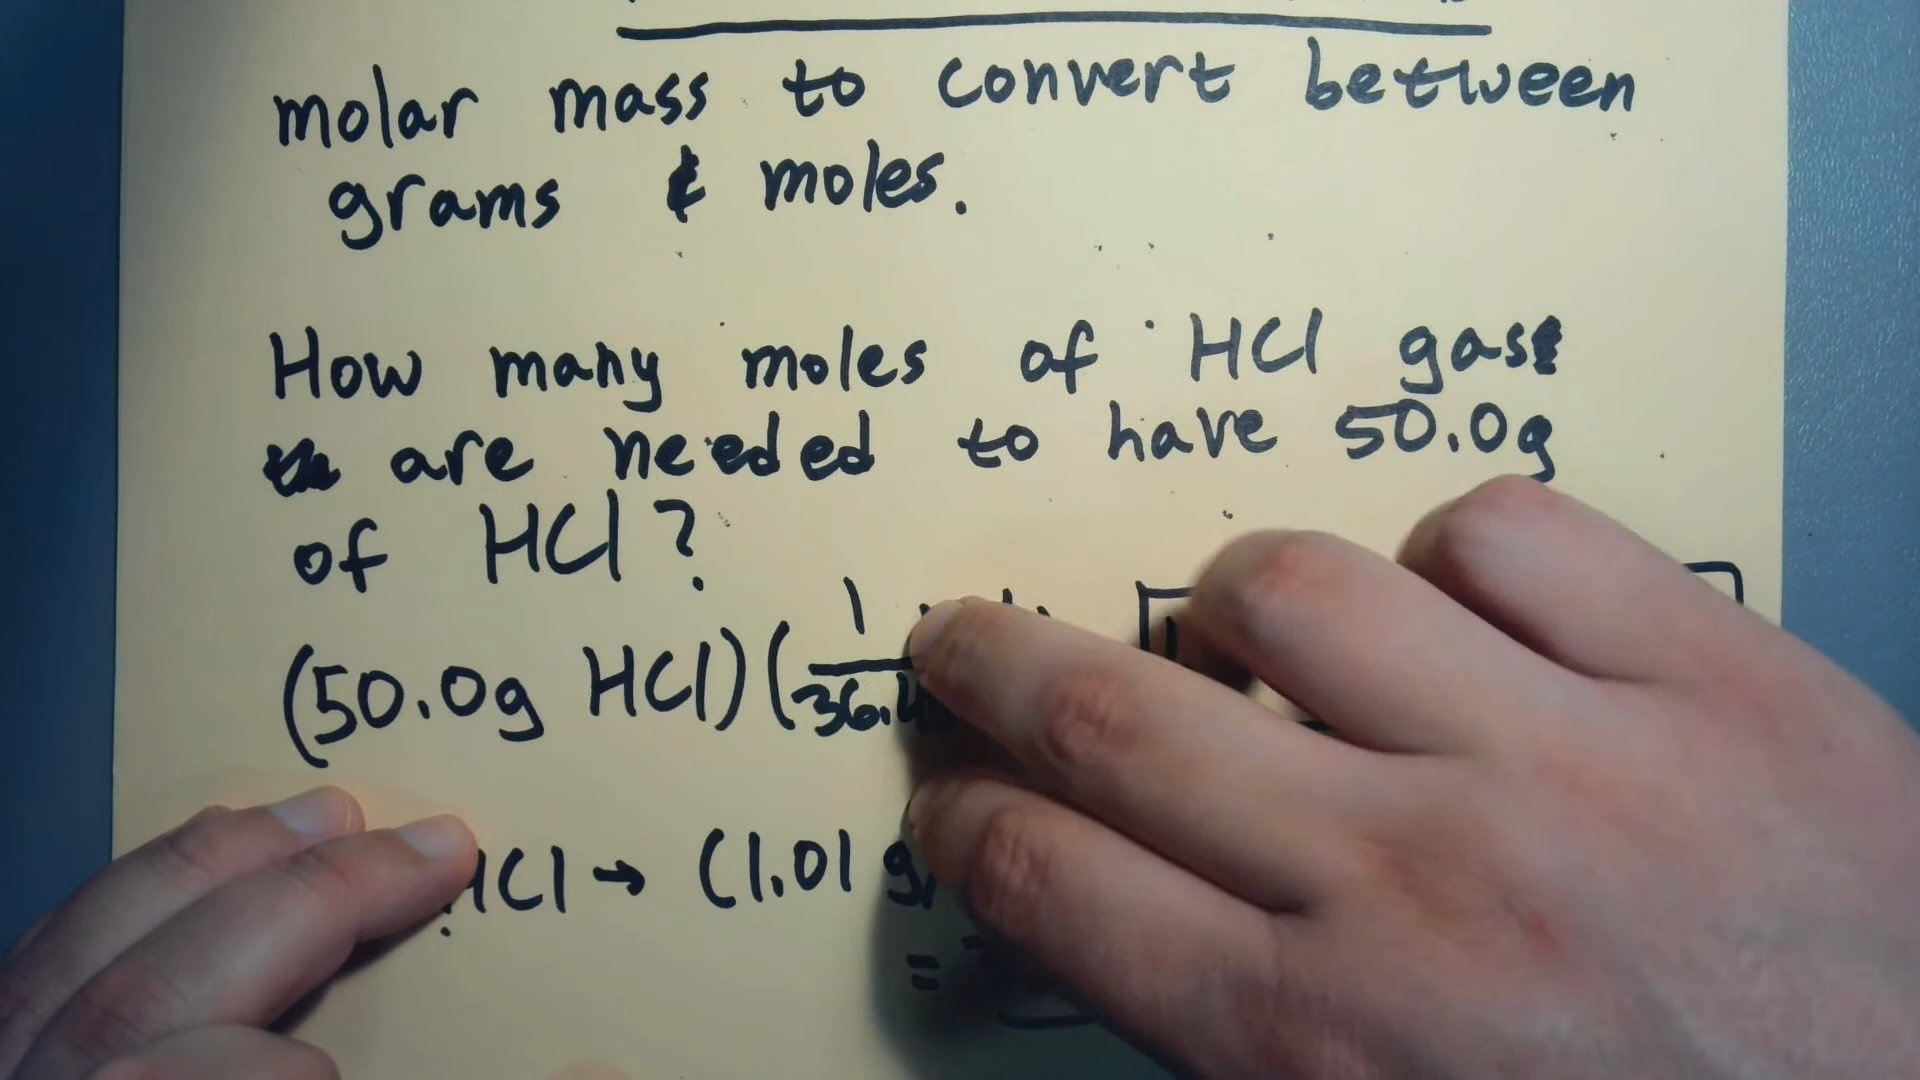 molar mass to convert between
grams & moles.
How many moles of HCl gas
are needed to have 50.0g
of HCl?
(50.0g HCl)(1
36.4
HCl → (1.01 g
=